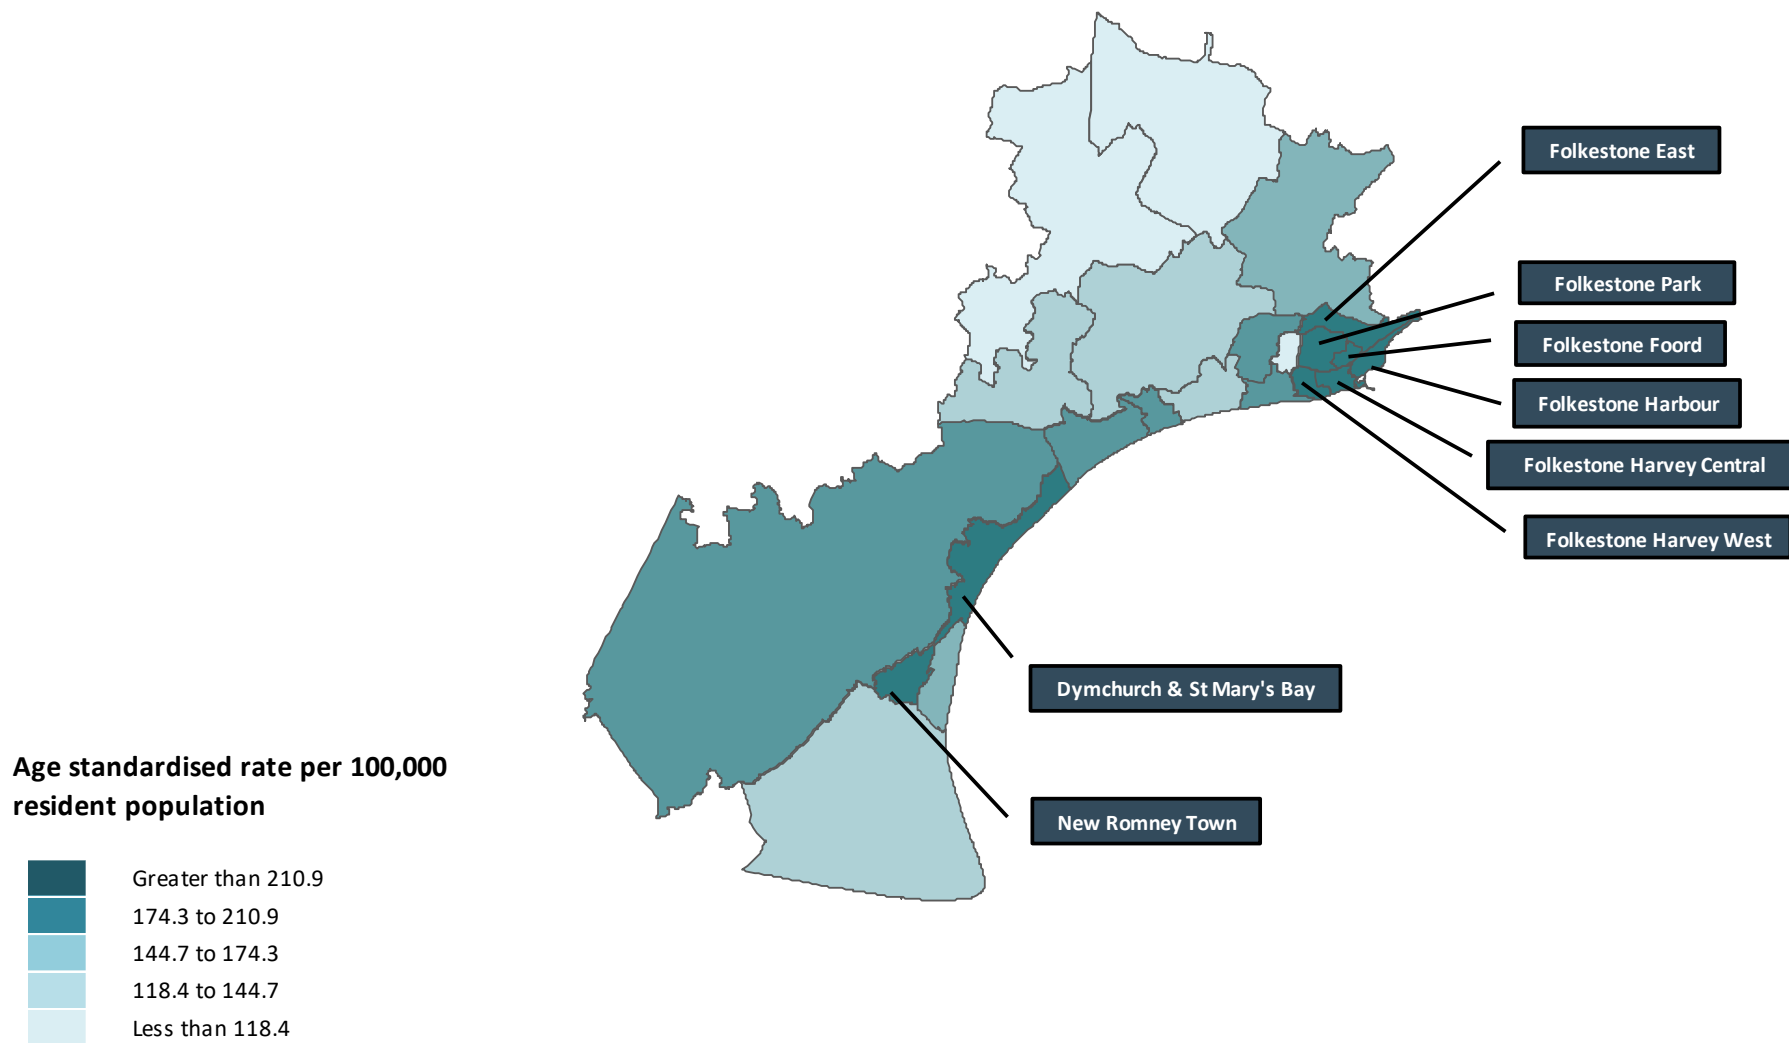 Folkestone East
Folkestone Park
Folkestone Foord
Folkestone Harbour
Folkestone Harvey Central
Folkestone Harvey West
Dymchurch & St Mary's Bay
New Romney Town
Age standardised rate per 100,000
resident population
Greater than 210.9
174.3 to 210.9
144.7 to 174.3
118.4 to 144.7
Less than 118.4